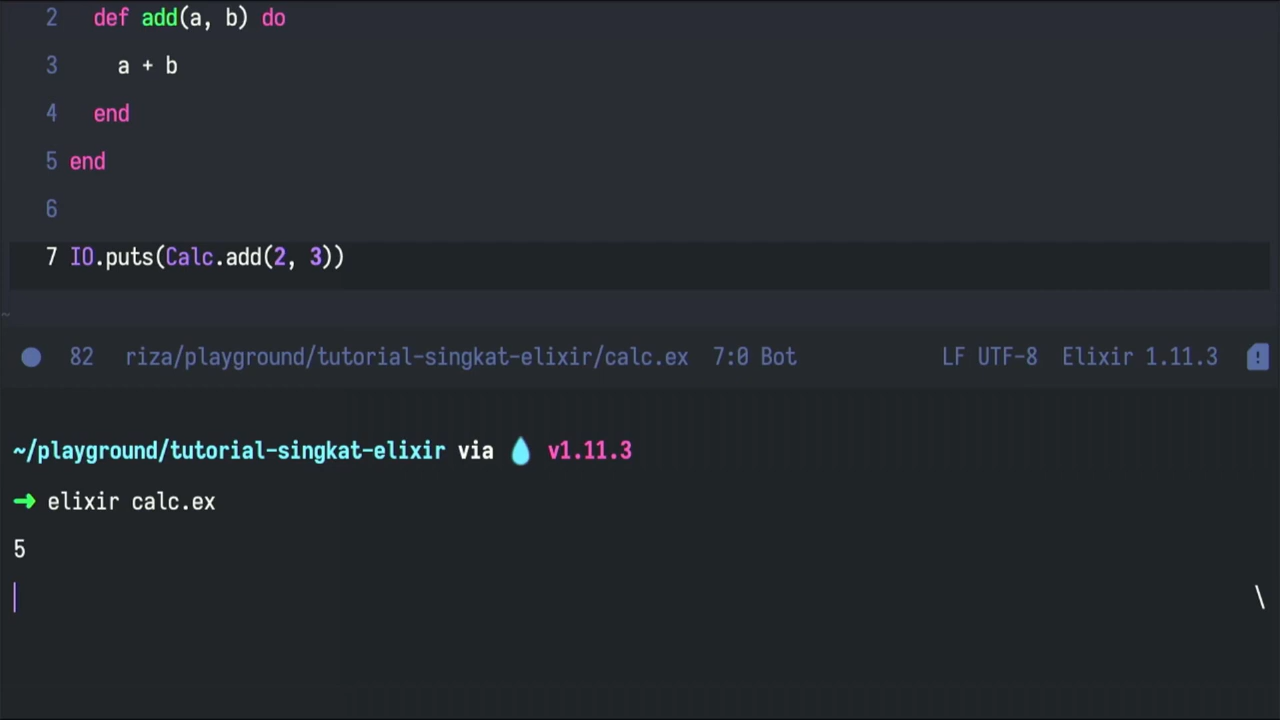 2 def add(a, b) do
3 a + b
4 end
5 end
6
7 IO.puts(Calc.add(2, 3))
~
82 riza/playground/tutorial-singkat-elixir/calc.ex 7:0 Bot LF UTF-8 Elixir 1.11.3 !
~/playground/tutorial-singkat-elixir via 💧 v1.11.3
➜ elixir calc.ex
5
\